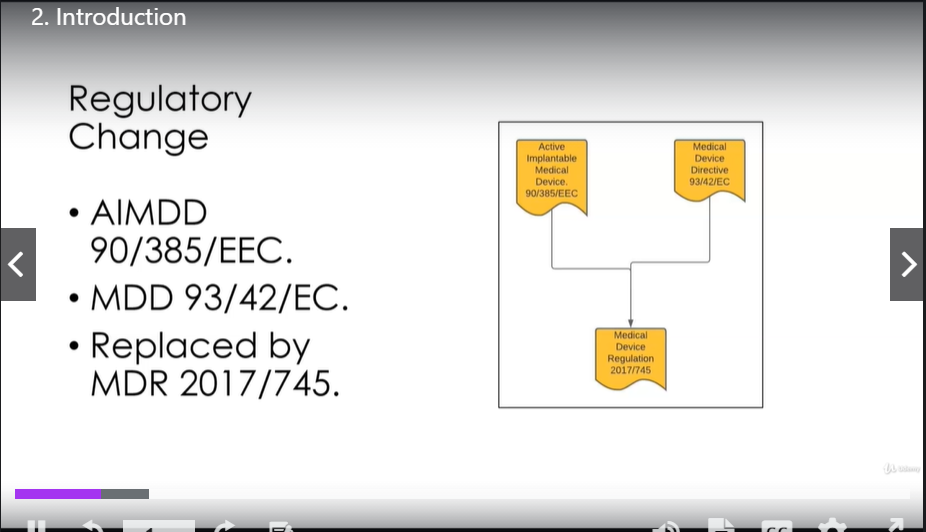 2. Introduction
Regulatory
Change
• AIMDD
90/385/EEC.
• MDD 93/42/EC.
• Replaced by
MDR 2017/745.
Active
Implantable
Medical
Device.
90/385/EEC
Medical
Device
Directive
93/42/EC
Medical
Device
Regulation
2017/745
Udemy